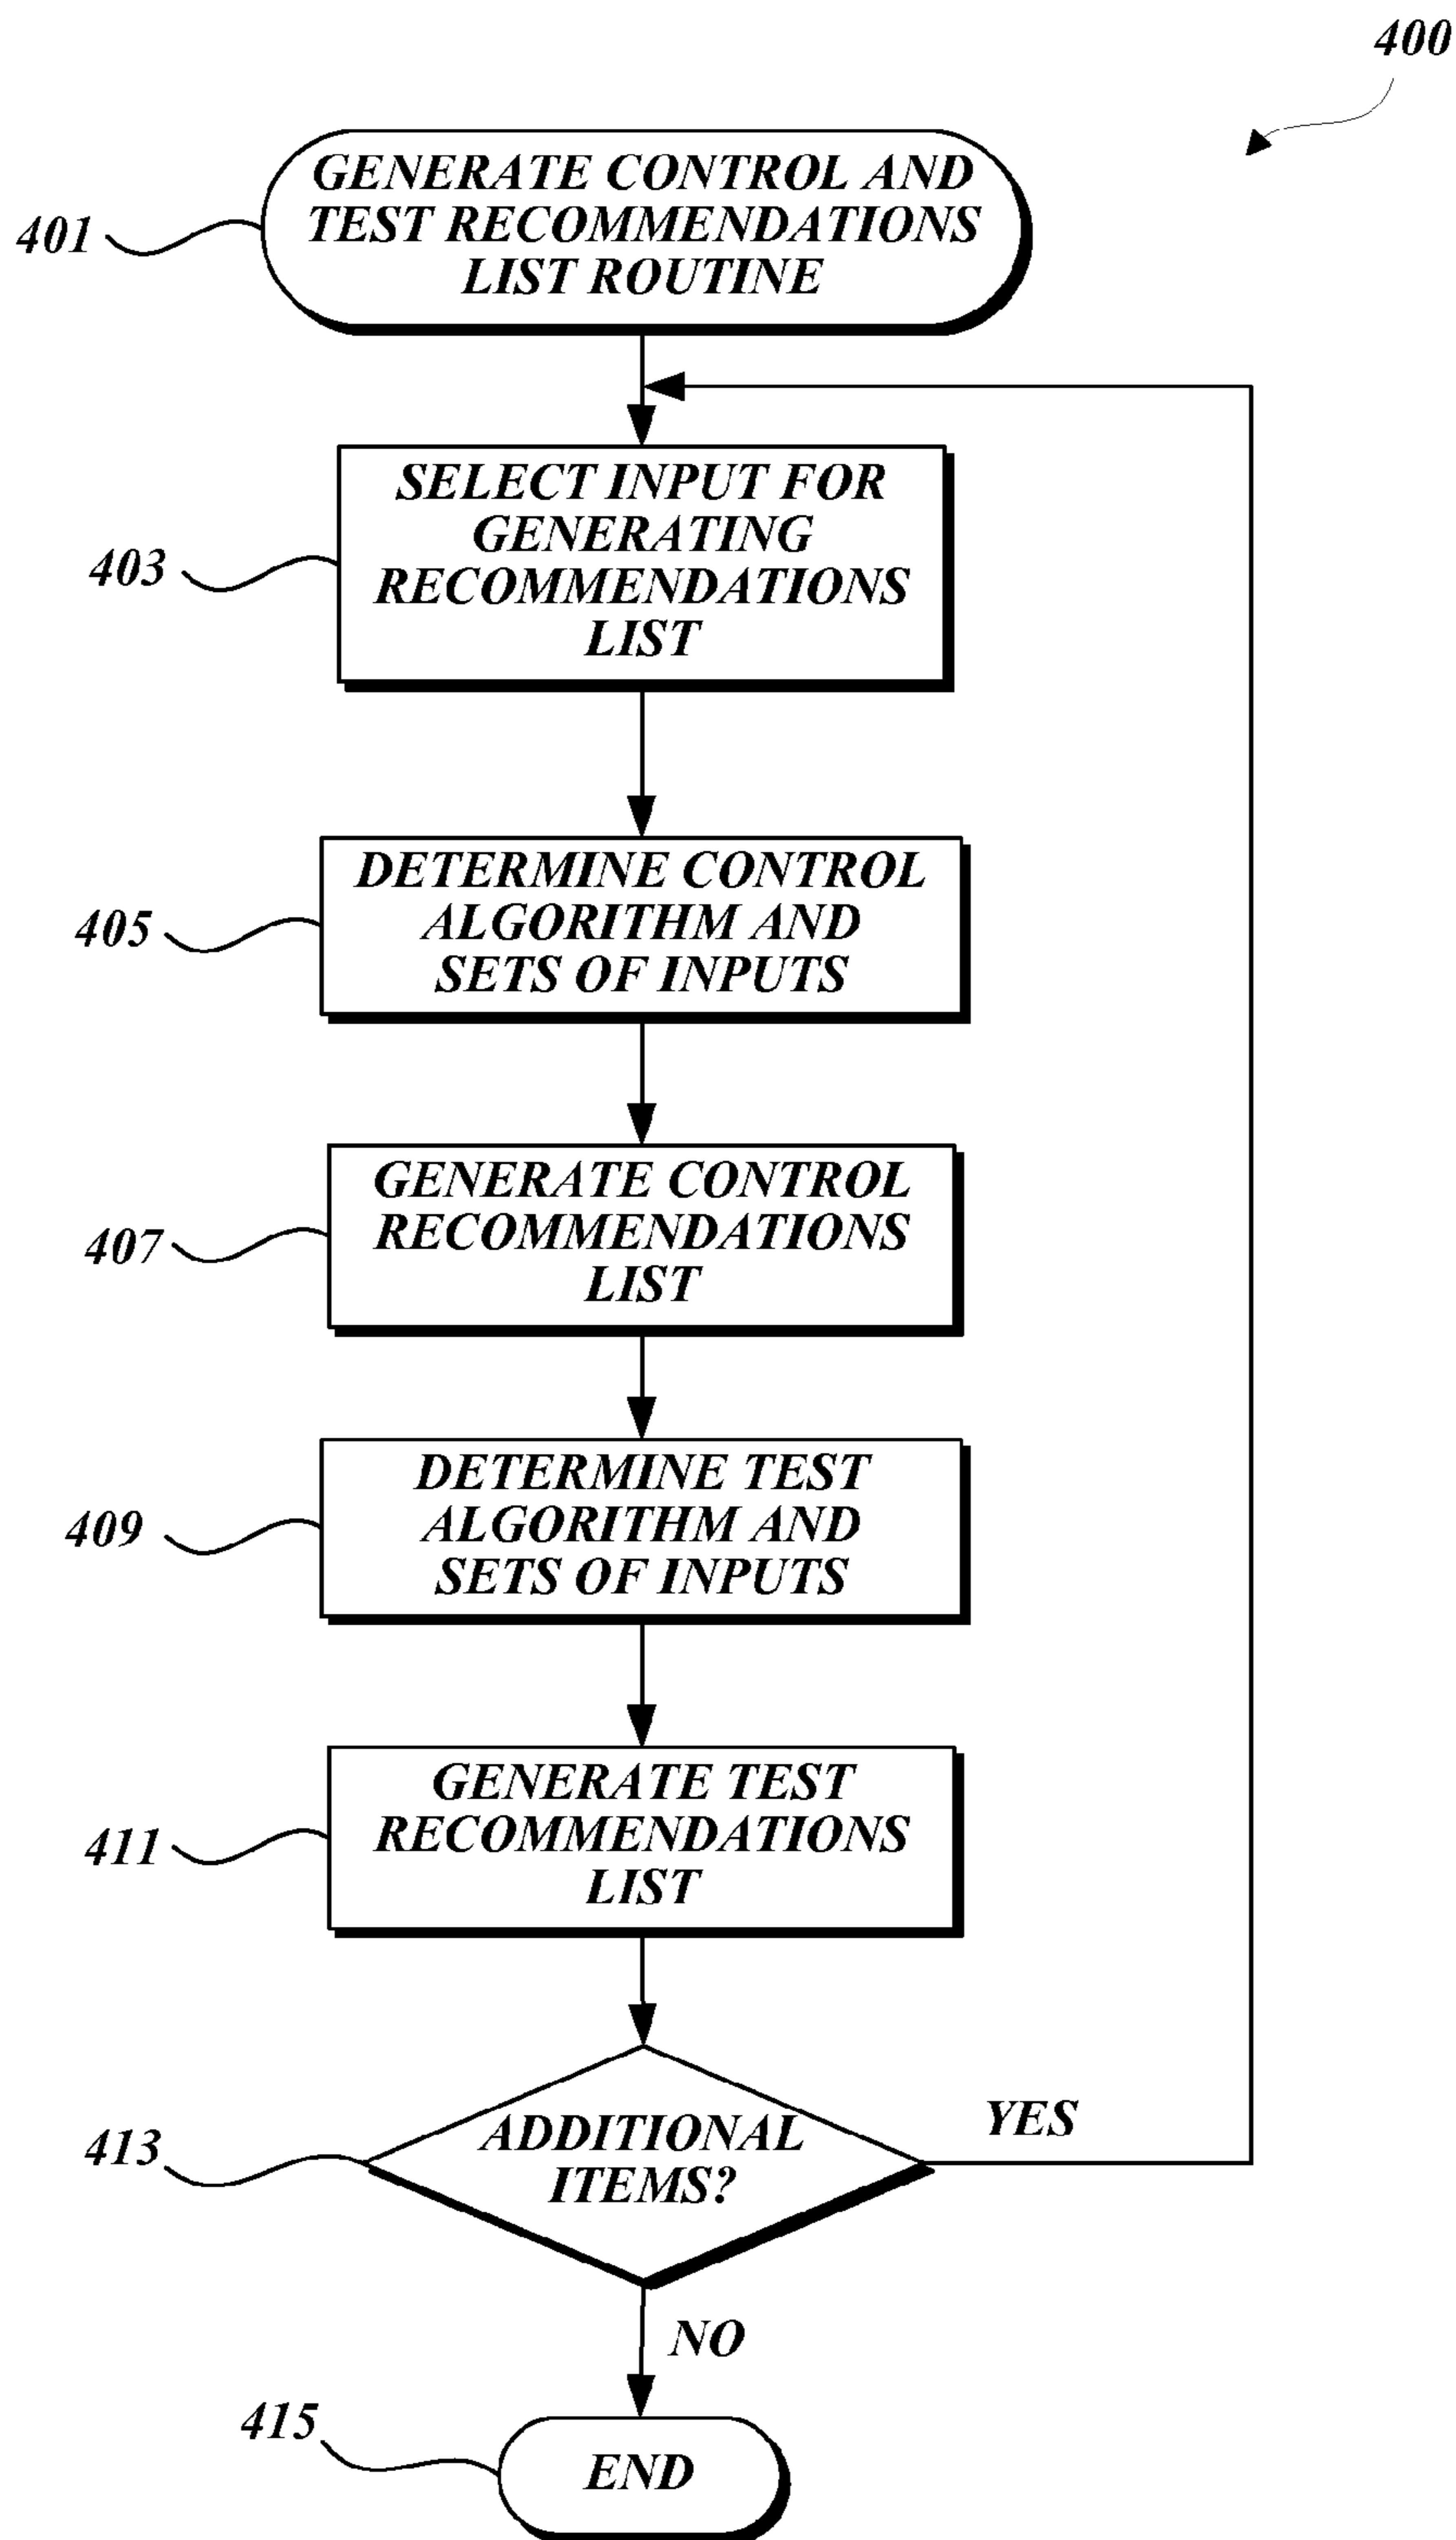 400
GENERATE CONTROL AND
TEST RECOMMENDATIONS
LIST ROUTINE
401
SELECT INPUT FOR
GENERATING
RECOMMENDATIONS
LIST
403
DETERMINE CONTROL
ALGORITHM AND
SETS OF INPUTS
405
GENERATE CONTROL
RECOMMENDATIONS
LIST
407
DETERMINE TEST
ALGORITHM AND
SETS OF INPUTS
409
GENERATE TEST
RECOMMENDATIONS
LIST
411
ADDITIONAL
ITEMS?
413
YES
NO
415
END